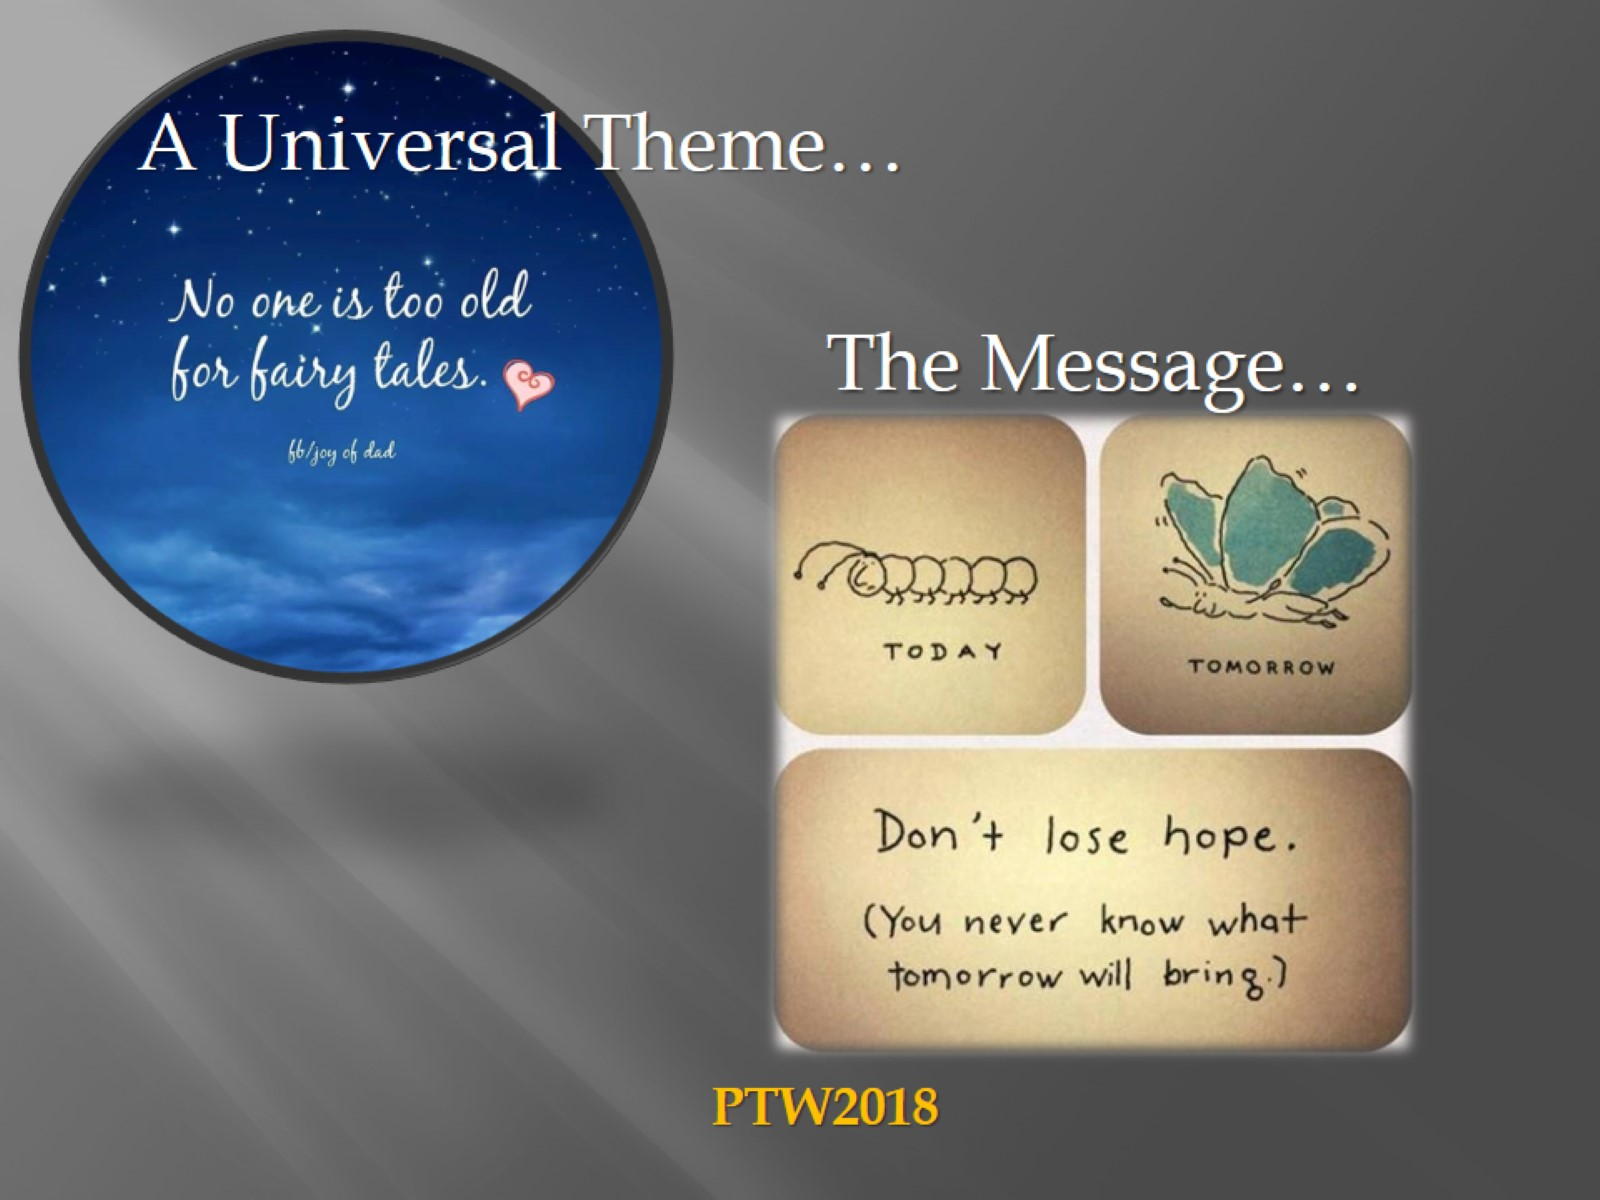 A Universal Theme...
No one is too old
for fairy tales.
fb/joy of dad
The Message...
TODAY
TOMORROW
Don't lose hope.
(You never know what
tomorrow will bring.)
PTW2018